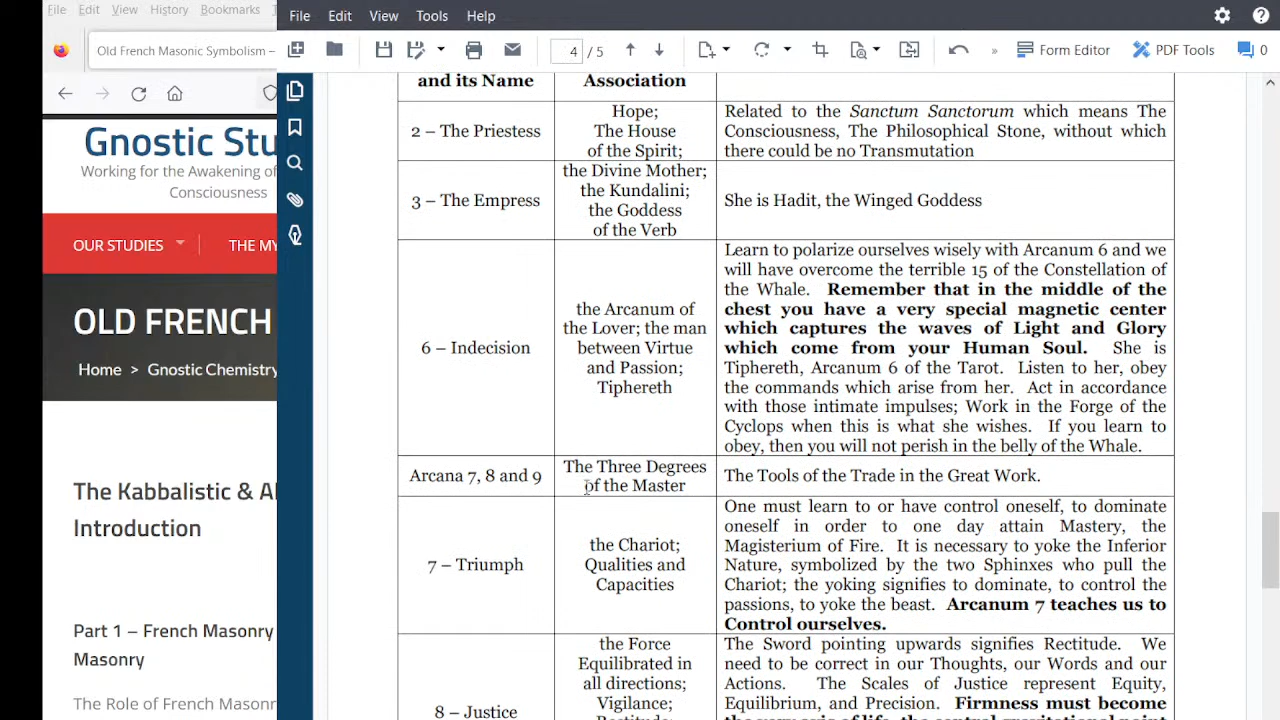 File Edit View History Bookmarks
Old French Masonic Symbolism –
Gnostic Stu
Working for the Awakening of
Consciousness
OUR STUDIES THE MY
OLD FRENCH
Home > Gnostic Chemistry
The Kabbalistic & Al
Introduction
Part 1 – French Masonry
Masonry
The Role of French Masonr
File Edit View Tools Help
4 / 5 » Form Editor PDF Tools 0
and its Name Association
2 – The Priestess
Hope;
The House
of the Spirit;
Related to the Sanctum Sanctorum which means The
Consciousness, The Philosophical Stone, without which
there could be no Transmutation
3 – The Empress
the Divine Mother;
the Kundalini;
the Goddess
of the Verb
She is Hadit, the Winged Goddess
6 – Indecision
the Arcanum of
the Lover; the man
between Virtue
and Passion;
Tiphereth
Learn to polarize ourselves wisely with Arcanum 6 and we
will have overcome the terrible 15 of the Constellation of
the Whale. Remember that in the middle of the
chest you have a very special magnetic center
which captures the waves of Light and Glory
which come from your Human Soul. She is
Tiphereth, Arcanum 6 of the Tarot. Listen to her, obey
the commands which arise from her. Act in accordance
with those intimate impulses; Work in the Forge of the
Cyclops when this is what she wishes. If you learn to
obey, then you will not perish in the belly of the Whale.
Arcana 7, 8 and 9
The Three Degrees
of the Master
The Tools of the Trade in the Great Work.
7 – Triumph
the Chariot;
Qualities and
Capacities
One must learn to or have control oneself, to dominate
oneself in order to one day attain Mastery, the
Magisterium of Fire. It is necessary to yoke the Inferior
Nature, symbolized by the two Sphinxes who pull the
Chariot; the yoking signifies to dominate, to control the
passions, to yoke the beast. Arcanum 7 teaches us to
Control ourselves.
8 – Justice
the Force
Equilibrated in
all directions;
Vigilance;
The Sword pointing upwards signifies Rectitude. We
need to be correct in our Thoughts, our Words and our
Actions. The Scales of Justice represent Equity,
Equilibrium, and Precision. Firmness must become